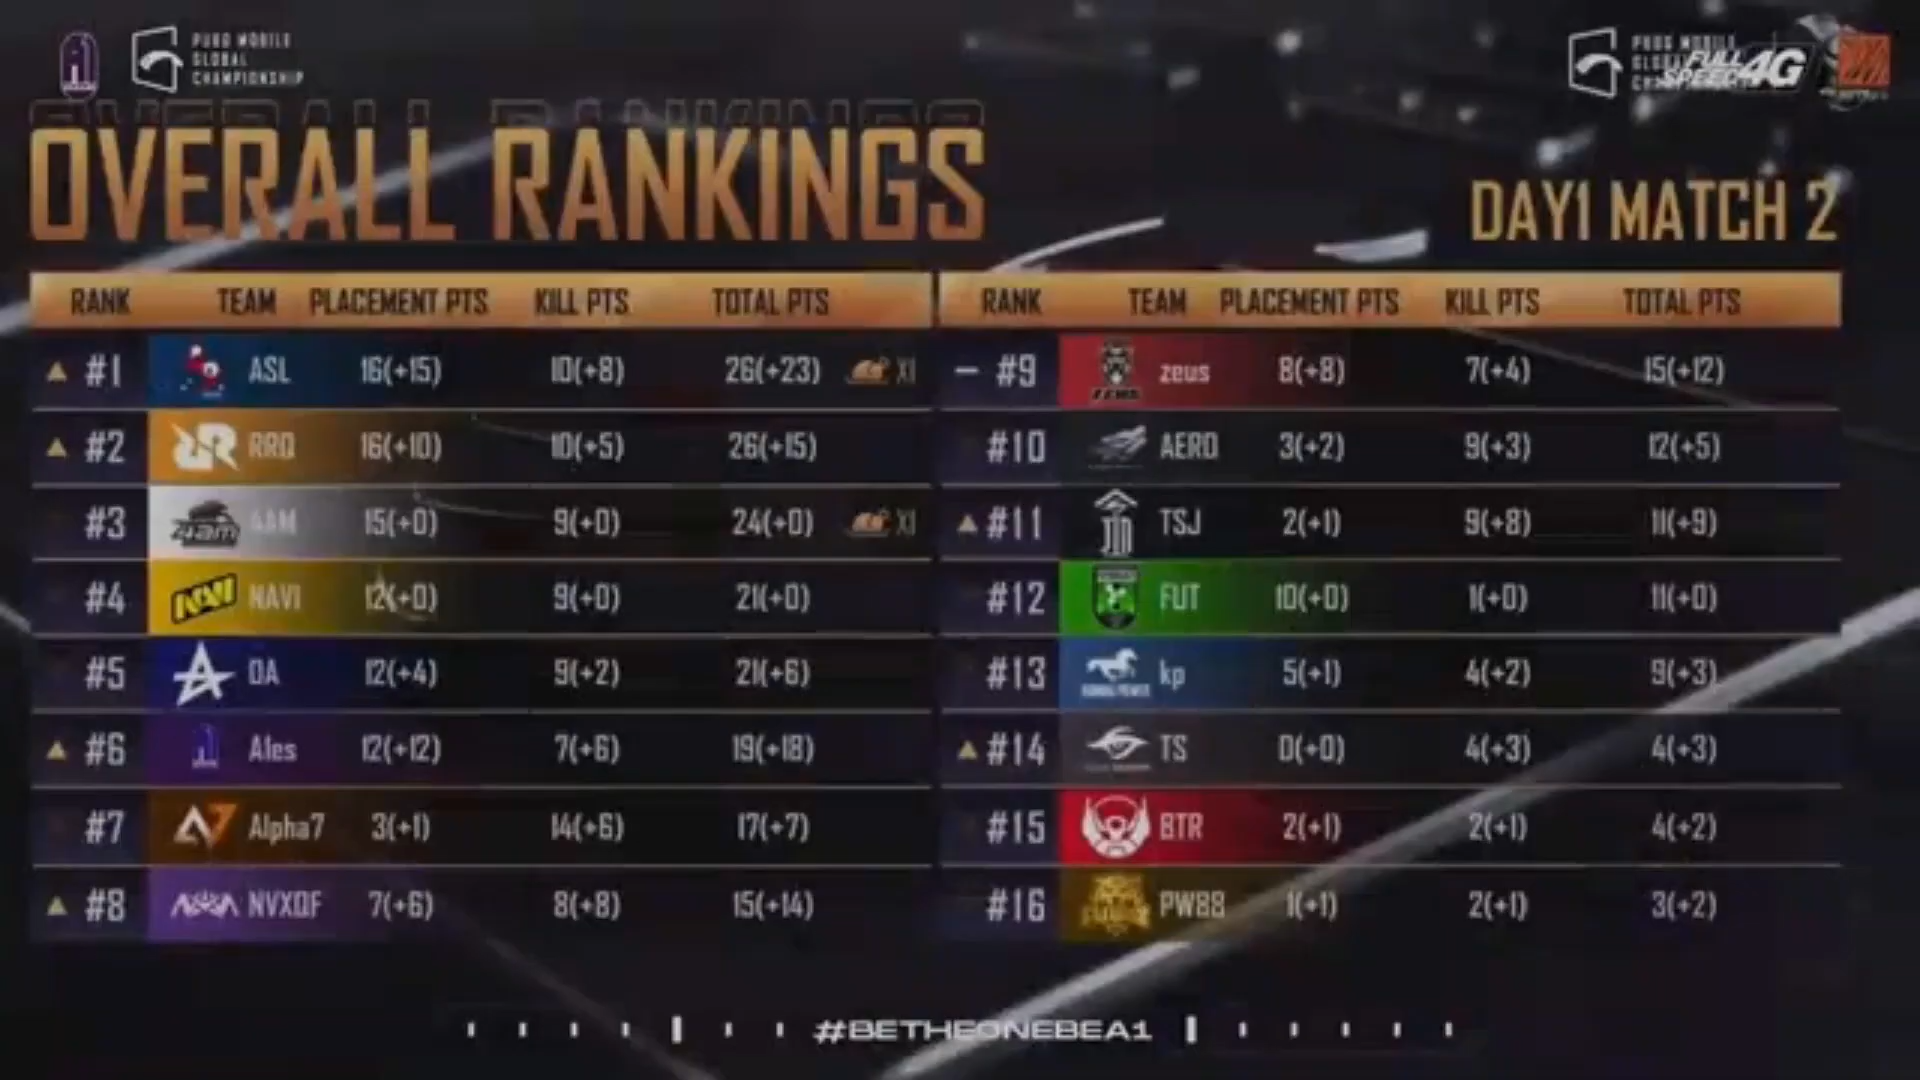 A1
PUBG MOBILE
GLOBAL
CHAMPIONSHIP
PUBG MOBILE
FULL
SPEED 4G
OVERALL RANKINGS
DAY1 MATCH 2
RANK TEAM PLACEMENT PTS KILL PTS TOTAL PTS
#1 ASL 16(+15) 10(+8) 26(+23) X1
#2 RRQ 16(+10) 10(+5) 26(+15)
#3 4am 4AM 15(+0) 9(+0) 24(+0) X1
#4 NAVI NAVI 12(+0) 9(+0) 21(+0)
#5 DA 12(+4) 9(+2) 21(+6)
#6 A1es 12(+12) 7(+6) 19(+18)
#7 Alpha7 3(+1) 14(+6) 17(+7)
#8 NVXQF 7(+6) 8(+8) 15(+14)
RANK TEAM PLACEMENT PTS KILL PTS TOTAL PTS
#9 zeus 8(+8) 7(+4) 15(+12)
#10 AERO 3(+2) 9(+3) 12(+5)
#11 TSJ 2(+1) 9(+8) 11(+9)
#12 FUT 10(+0) 1(+0) 11(+0)
#13 kp 5(+1) 4(+2) 9(+3)
#14 TS 0(+0) 4(+3) 4(+3)
#15 BTR 2(+1) 2(+1) 4(+2)
#16 PW88 1(+1) 2(+1) 3(+2)
#BETHEONEBEA1